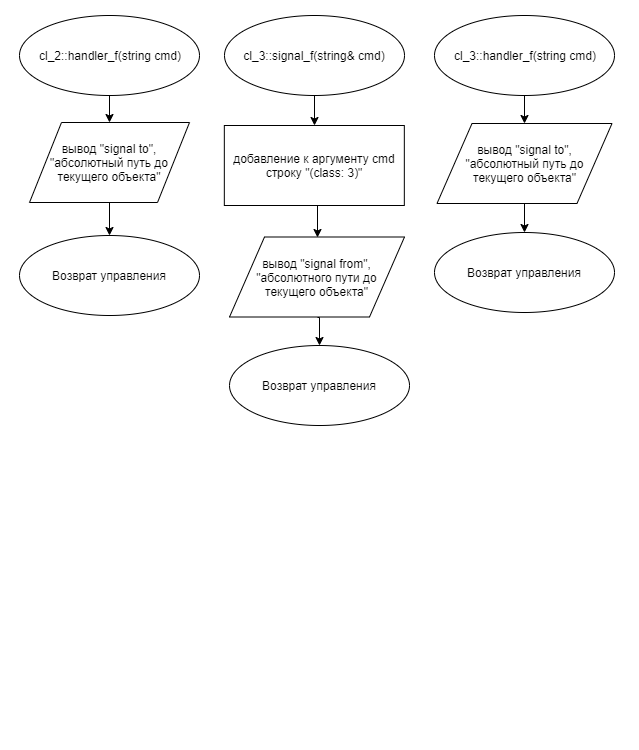 cl_2::handler_f(string cmd)
вывод "signal to",
"абсолютный путь до
текущего объекта"
Возврат управления
cl_3::signal_f(string& cmd)
добавление к аргументу cmd
строку "(class: 3)"
вывод "signal from",
"абсолютного пути до
текущего объекта"
Возврат управления
cl_3::handler_f(string cmd)
вывод "signal to",
"абсолютный путь до
текущего объекта"
Возврат управления